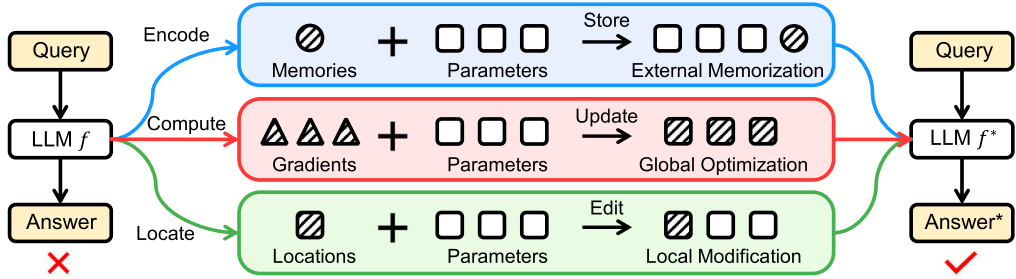 Query
LLM f
Answer
Encode
Compute
Locate
Memories
Parameters
Store
External Memorization
Gradients
Parameters
Update
Global Optimization
Locations
Parameters
Edit
Local Modification
Query
LLM f*
Answer*